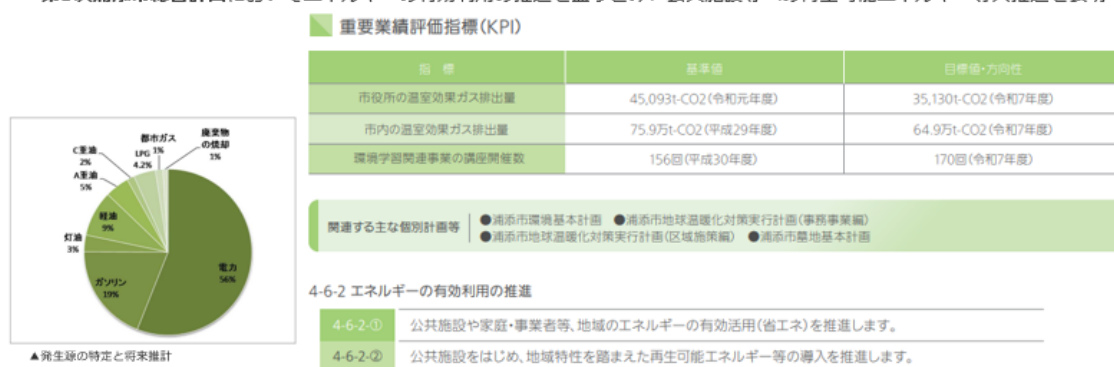 重要業績評価指標(KPI)
指 標 基準値 目標値・方向性
市役所の温室効果ガス排出量 45,093t-CO2(令和元年度) 35,130t-CO2(令和7年度)
市内の温室効果ガス排出量 75.9万t-CO2(平成29年度) 64.9万t-CO2(令和7年度)
環境学習関連事業の講座開催数 156回(平成30年度) 170回(令和7年度)
関連する主な個別計画等
●浦添市環境基本計画 ●浦添市地球温暖化対策実行計画(事務事業編)
●浦添市地球温暖化対策実行計画(区域施策編) ●浦添市墓地基本計画
4-6-2 エネルギーの有効利用の推進
4-6-2-① 公共施設や家庭・事業者等、地域のエネルギーの有効活用(省エネ)を推進します。
4-6-2-② 公共施設をはじめ、地域特性を踏まえた再生可能エネルギー等の導入を推進します。
廃棄物
の焼却
1%
都市ガス
1%
LPG
4.2%
C重油
2%
A重油
5%
軽油
9%
灯油
3%
ガソリン
19%
電力
56%
▲発生源の特定と将来推計